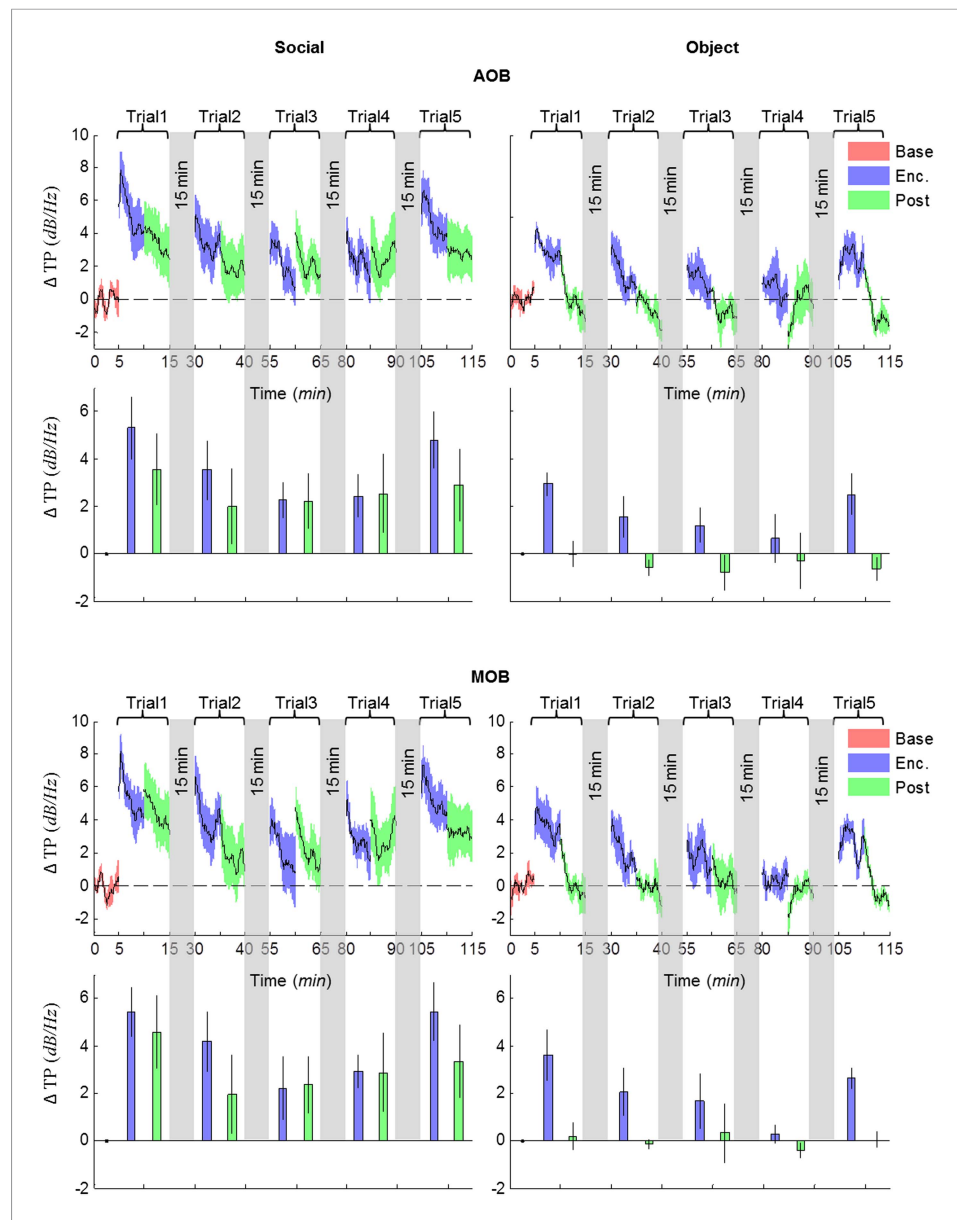 Social Object
AOB
Trial1 Trial2 Trial3 Trial4 Trial5 Trial1 Trial2 Trial3 Trial4 Trial5
10
8
6
4
2
0
-2
Δ TP (dB/Hz)
15 min 15 min 15 min 15 min 15 min 15 min 15 min 15 min
Base
Enc.
Post
0 5 15 30 40 55 65 80 90 105 115 0 5 15 30 40 55 65 80 90 105 115
Time (min) Time (min)
6
4
2
0
-2
Δ TP (dB/Hz)
MOB
Trial1 Trial2 Trial3 Trial4 Trial5 Trial1 Trial2 Trial3 Trial4 Trial5
10
8
6
4
2
0
-2
Δ TP (dB/Hz)
15 min 15 min 15 min 15 min 15 min 15 min 15 min 15 min
Base
Enc.
Post
0 5 15 30 40 55 65 80 90 105 115 0 5 15 30 40 55 65 80 90 105 115
Time (min) Time (min)
6
4
2
0
-2
Δ TP (dB/Hz)